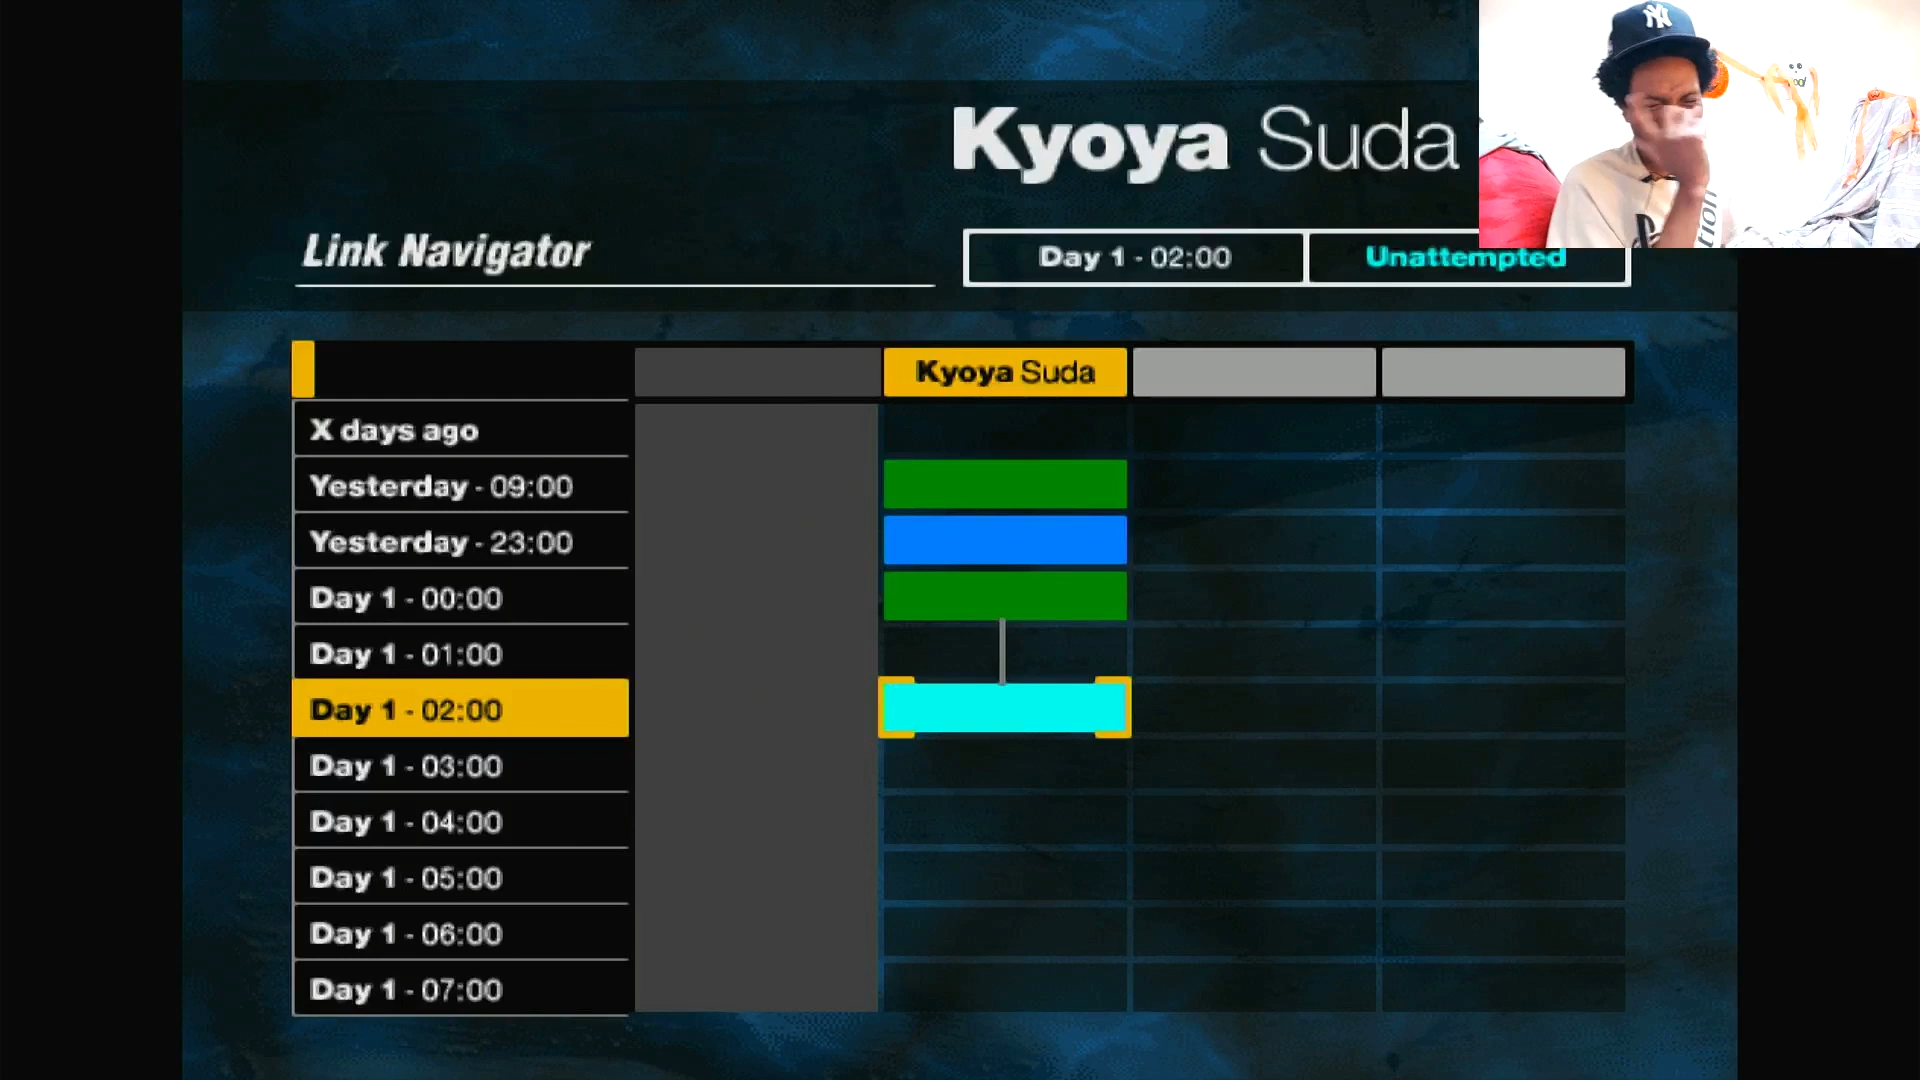 Kyoya Suda
Link Navigator
Day 1 - 02:00
Unattempted
Kyoya Suda
X days ago
Yesterday - 09:00
Yesterday - 23:00
Day 1 - 00:00
Day 1 - 01:00
Day 1 - 02:00
Day 1 - 03:00
Day 1 - 04:00
Day 1 - 05:00
Day 1 - 06:00
Day 1 - 07:00
NY
tion